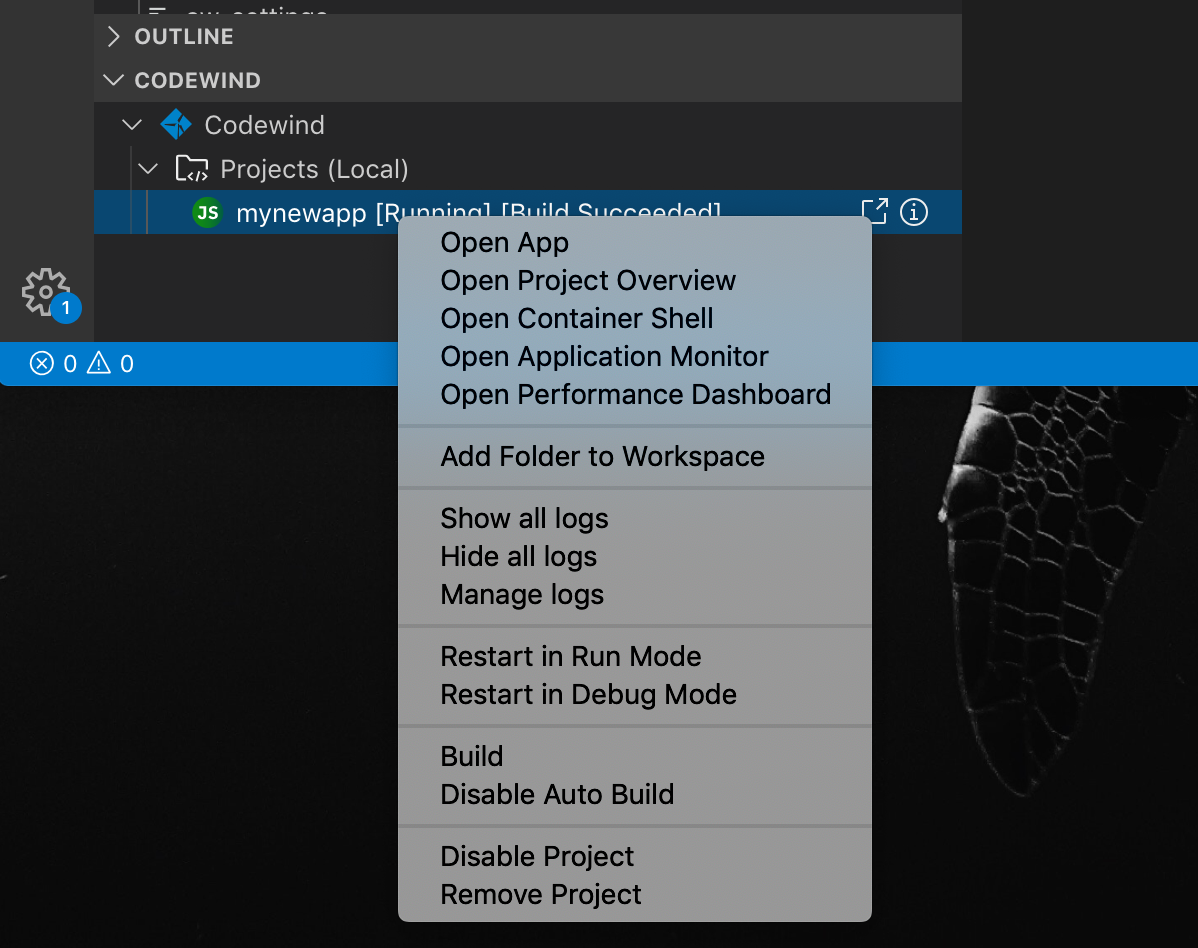 OUTLINE
CODEWIND
Codewind
Projects (Local)
JS mynewapp [Running] [Build Succeeded]
Open App
Open Project Overview
Open Container Shell
1
Open Application Monitor
0 0
Open Performance Dashboard
Add Folder to Workspace
Show all logs
Hide all logs
Manage logs
Restart in Run Mode
Restart in Debug Mode
Build
Disable Auto Build
Disable Project
Remove Project